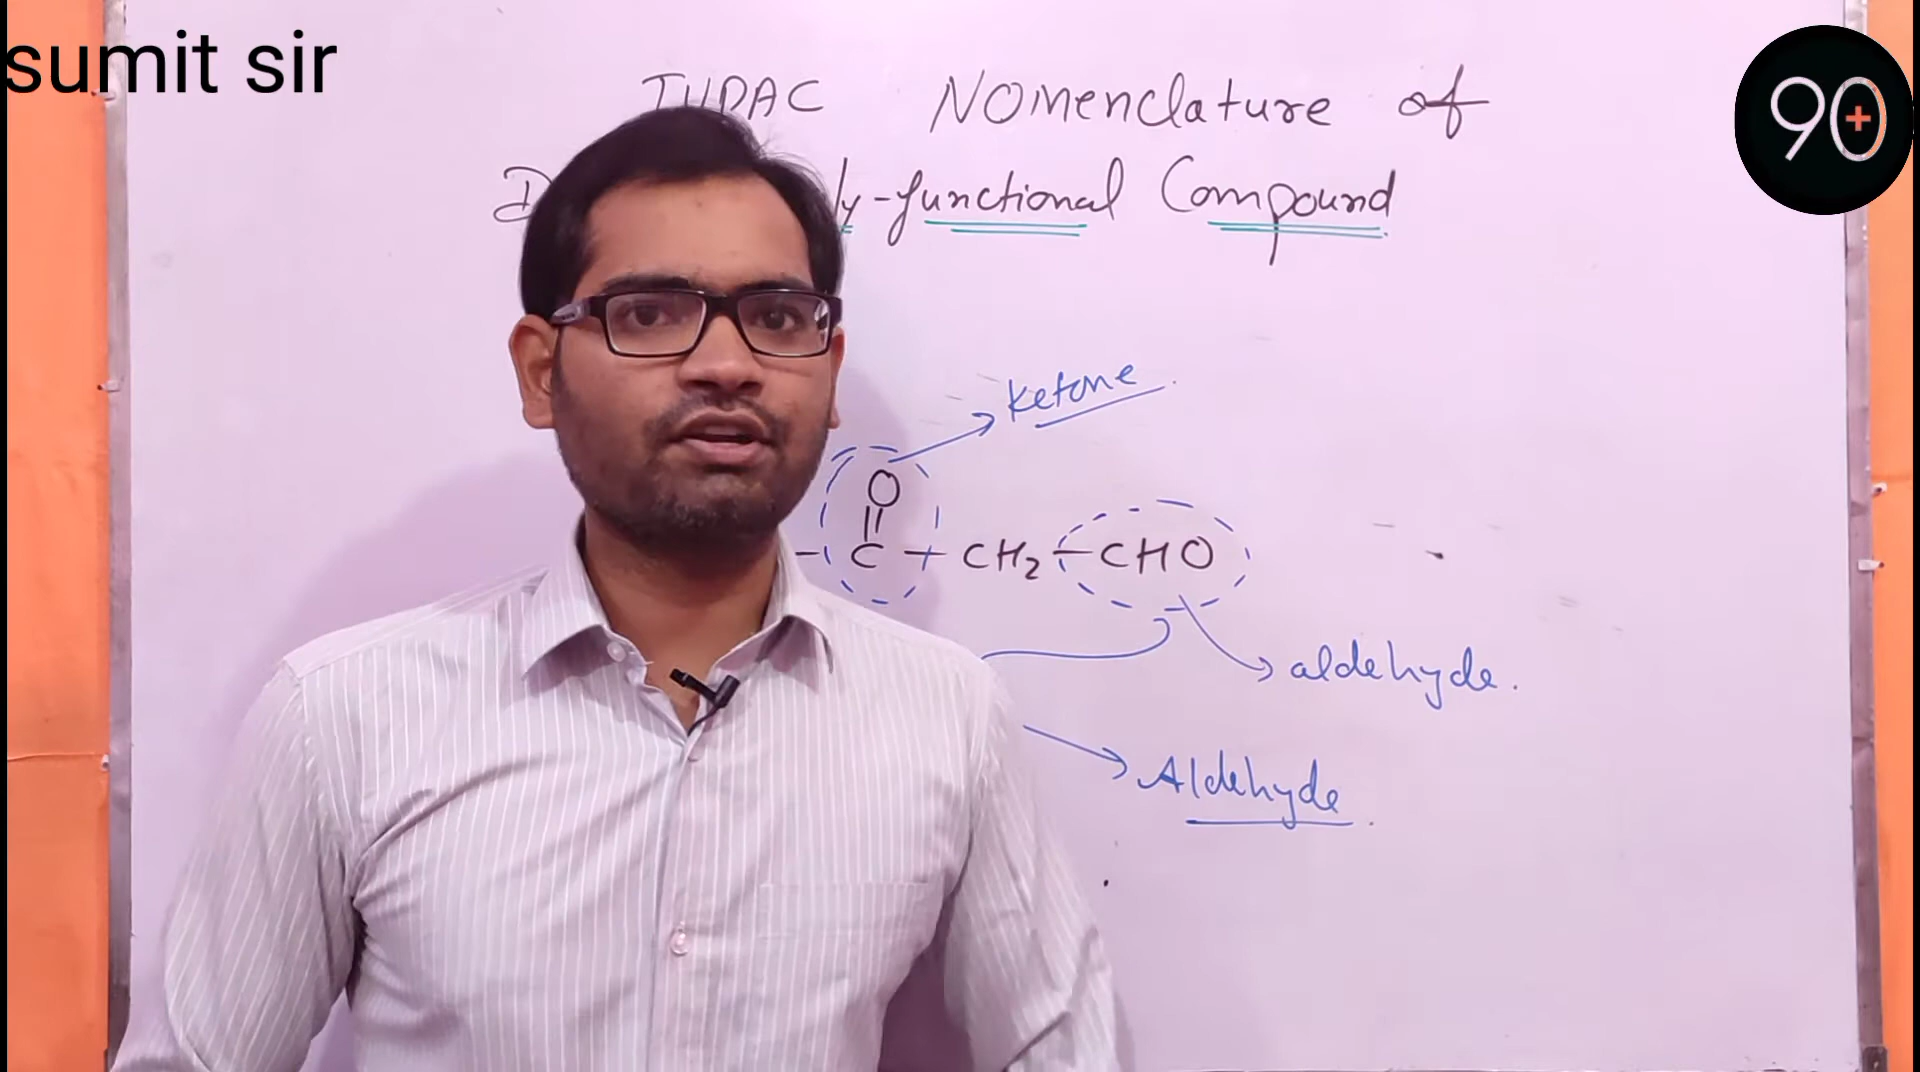 sumit sir
90+
IUPAC Nomenclature of
-functional Compound
Ketone
O
- C - CH2 - CHO
aldehyde.
Aldehyde.